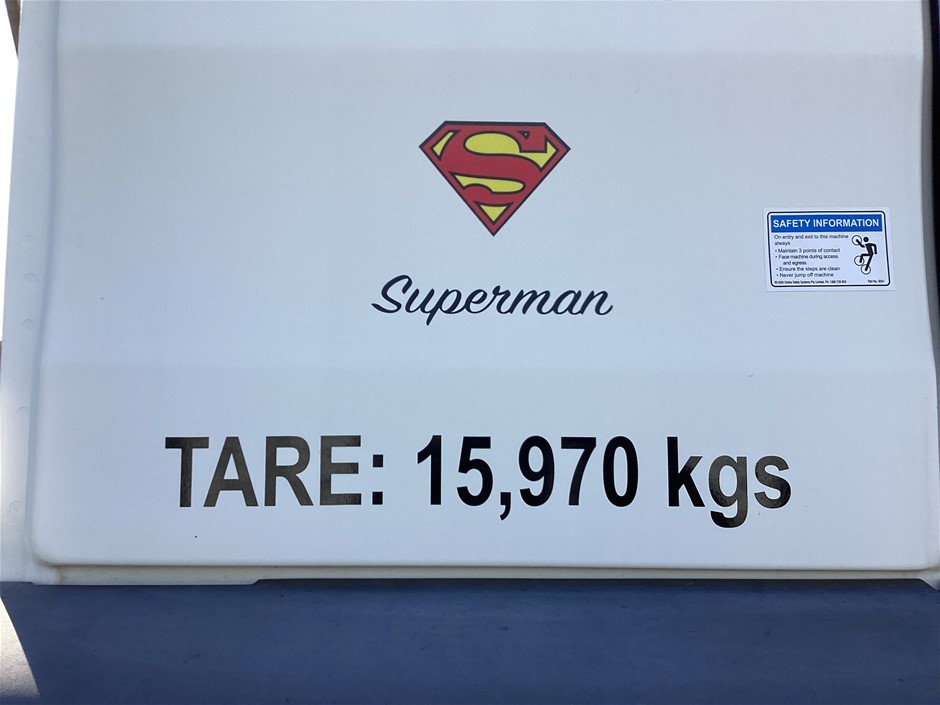 S
Superman
SAFETY INFORMATION
On entry and exit to this machine
always
• Maintain 3 points of contact
• Face machine during access
and egress
• Ensure the steps are clean
• Never jump off machine
TARE: 15,970 kgs